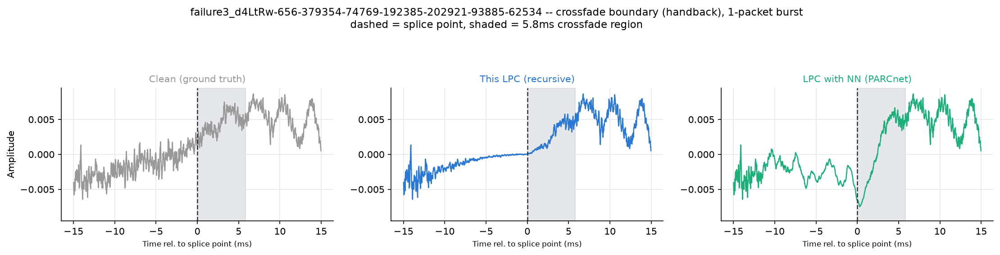 failure3_d4LtRw-656-379354-74769-192385-202921-93885-62534 -- crossfade boundary (handback), 1-packet burst
dashed = splice point, shaded = 5.8ms crossfade region
Clean (ground truth)
Amplitude
0.005
0.000
−0.005
−15 −10 −5 0 5 10 15
Time rel. to splice point (ms)
This LPC (recursive)
0.005
0.000
−0.005
−15 −10 −5 0 5 10 15
Time rel. to splice point (ms)
LPC with NN (PARCnet)
0.005
0.000
−0.005
−15 −10 −5 0 5 10 15
Time rel. to splice point (ms)